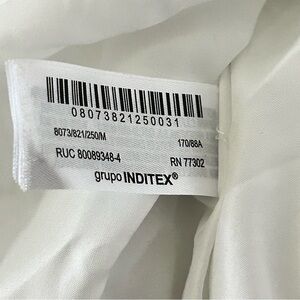 08073821250031
8073/821/250/M 170/88A
RUC 80089348-4 RN 77302
grupo INDITEX®